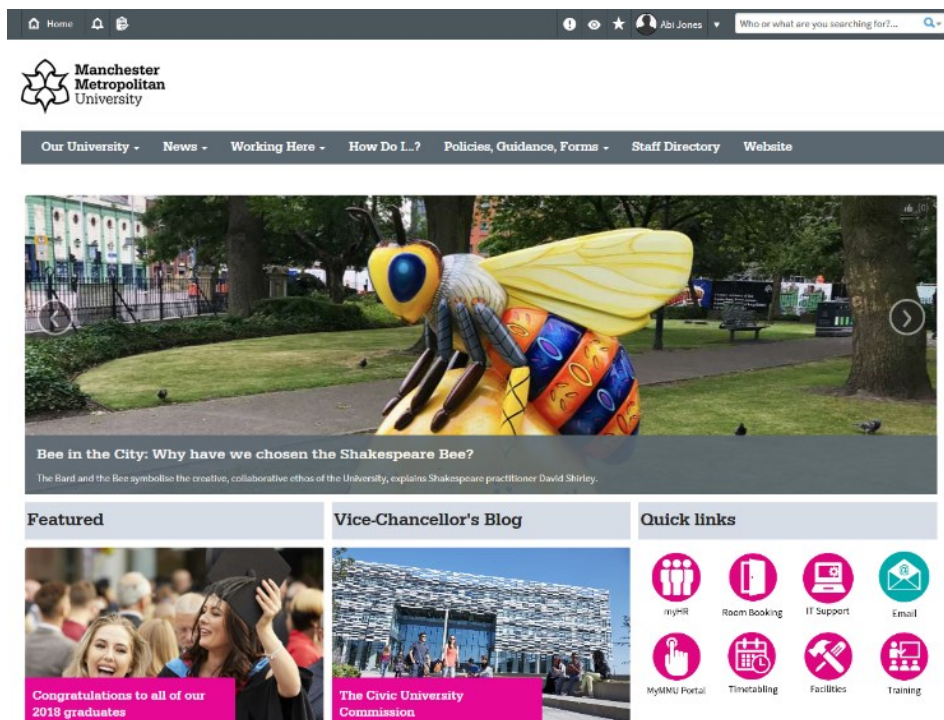 Home
Abi Jones
Who or what are you searching for?...
Manchester
Metropolitan
University
Our University
News
Working Here
How Do I...?
Policies, Guidance, Forms
Staff Directory
Website
(0)
Bee in the City: Why have we chosen the Shakespeare Bee?
The Bard and the Bee symbolise the creative, collaborative ethos of the University, explains Shakespeare practitioner David Shirley.
Featured
Vice-Chancellor's Blog
Quick links
myHR
Room Booking
IT Support
Email
Congratulations to all of our
2018 graduates
The Civic University
Commission
MyMMU Portal
Timetabling
Facilities
Training